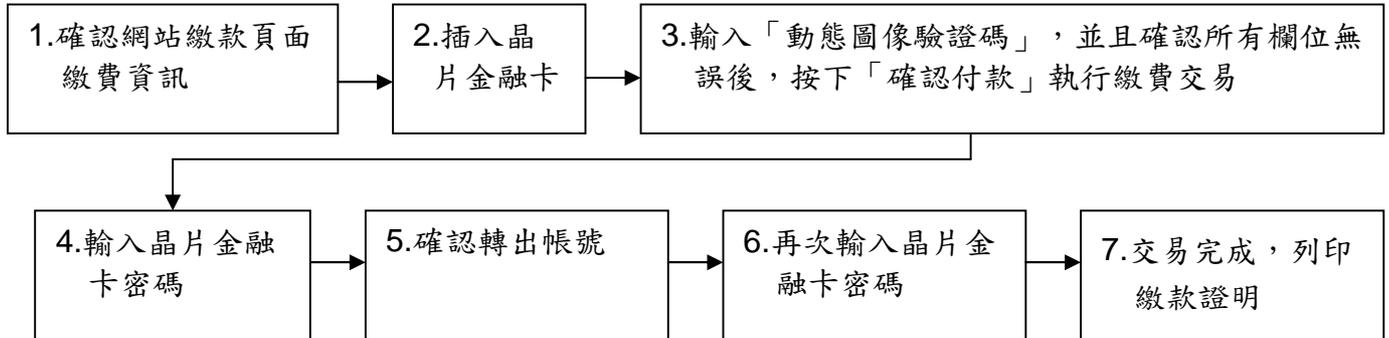 1.確認網站繳款頁面
繳費資訊
2.插入晶
片金融卡
3.輸入「動態圖像驗證碼」，並且確認所有欄位無
誤後，按下「確認付款」執行繳費交易
4.輸入晶片金融
卡密碼
5.確認轉出帳號
6.再次輸入晶片金
融卡密碼
7.交易完成，列印
繳款證明